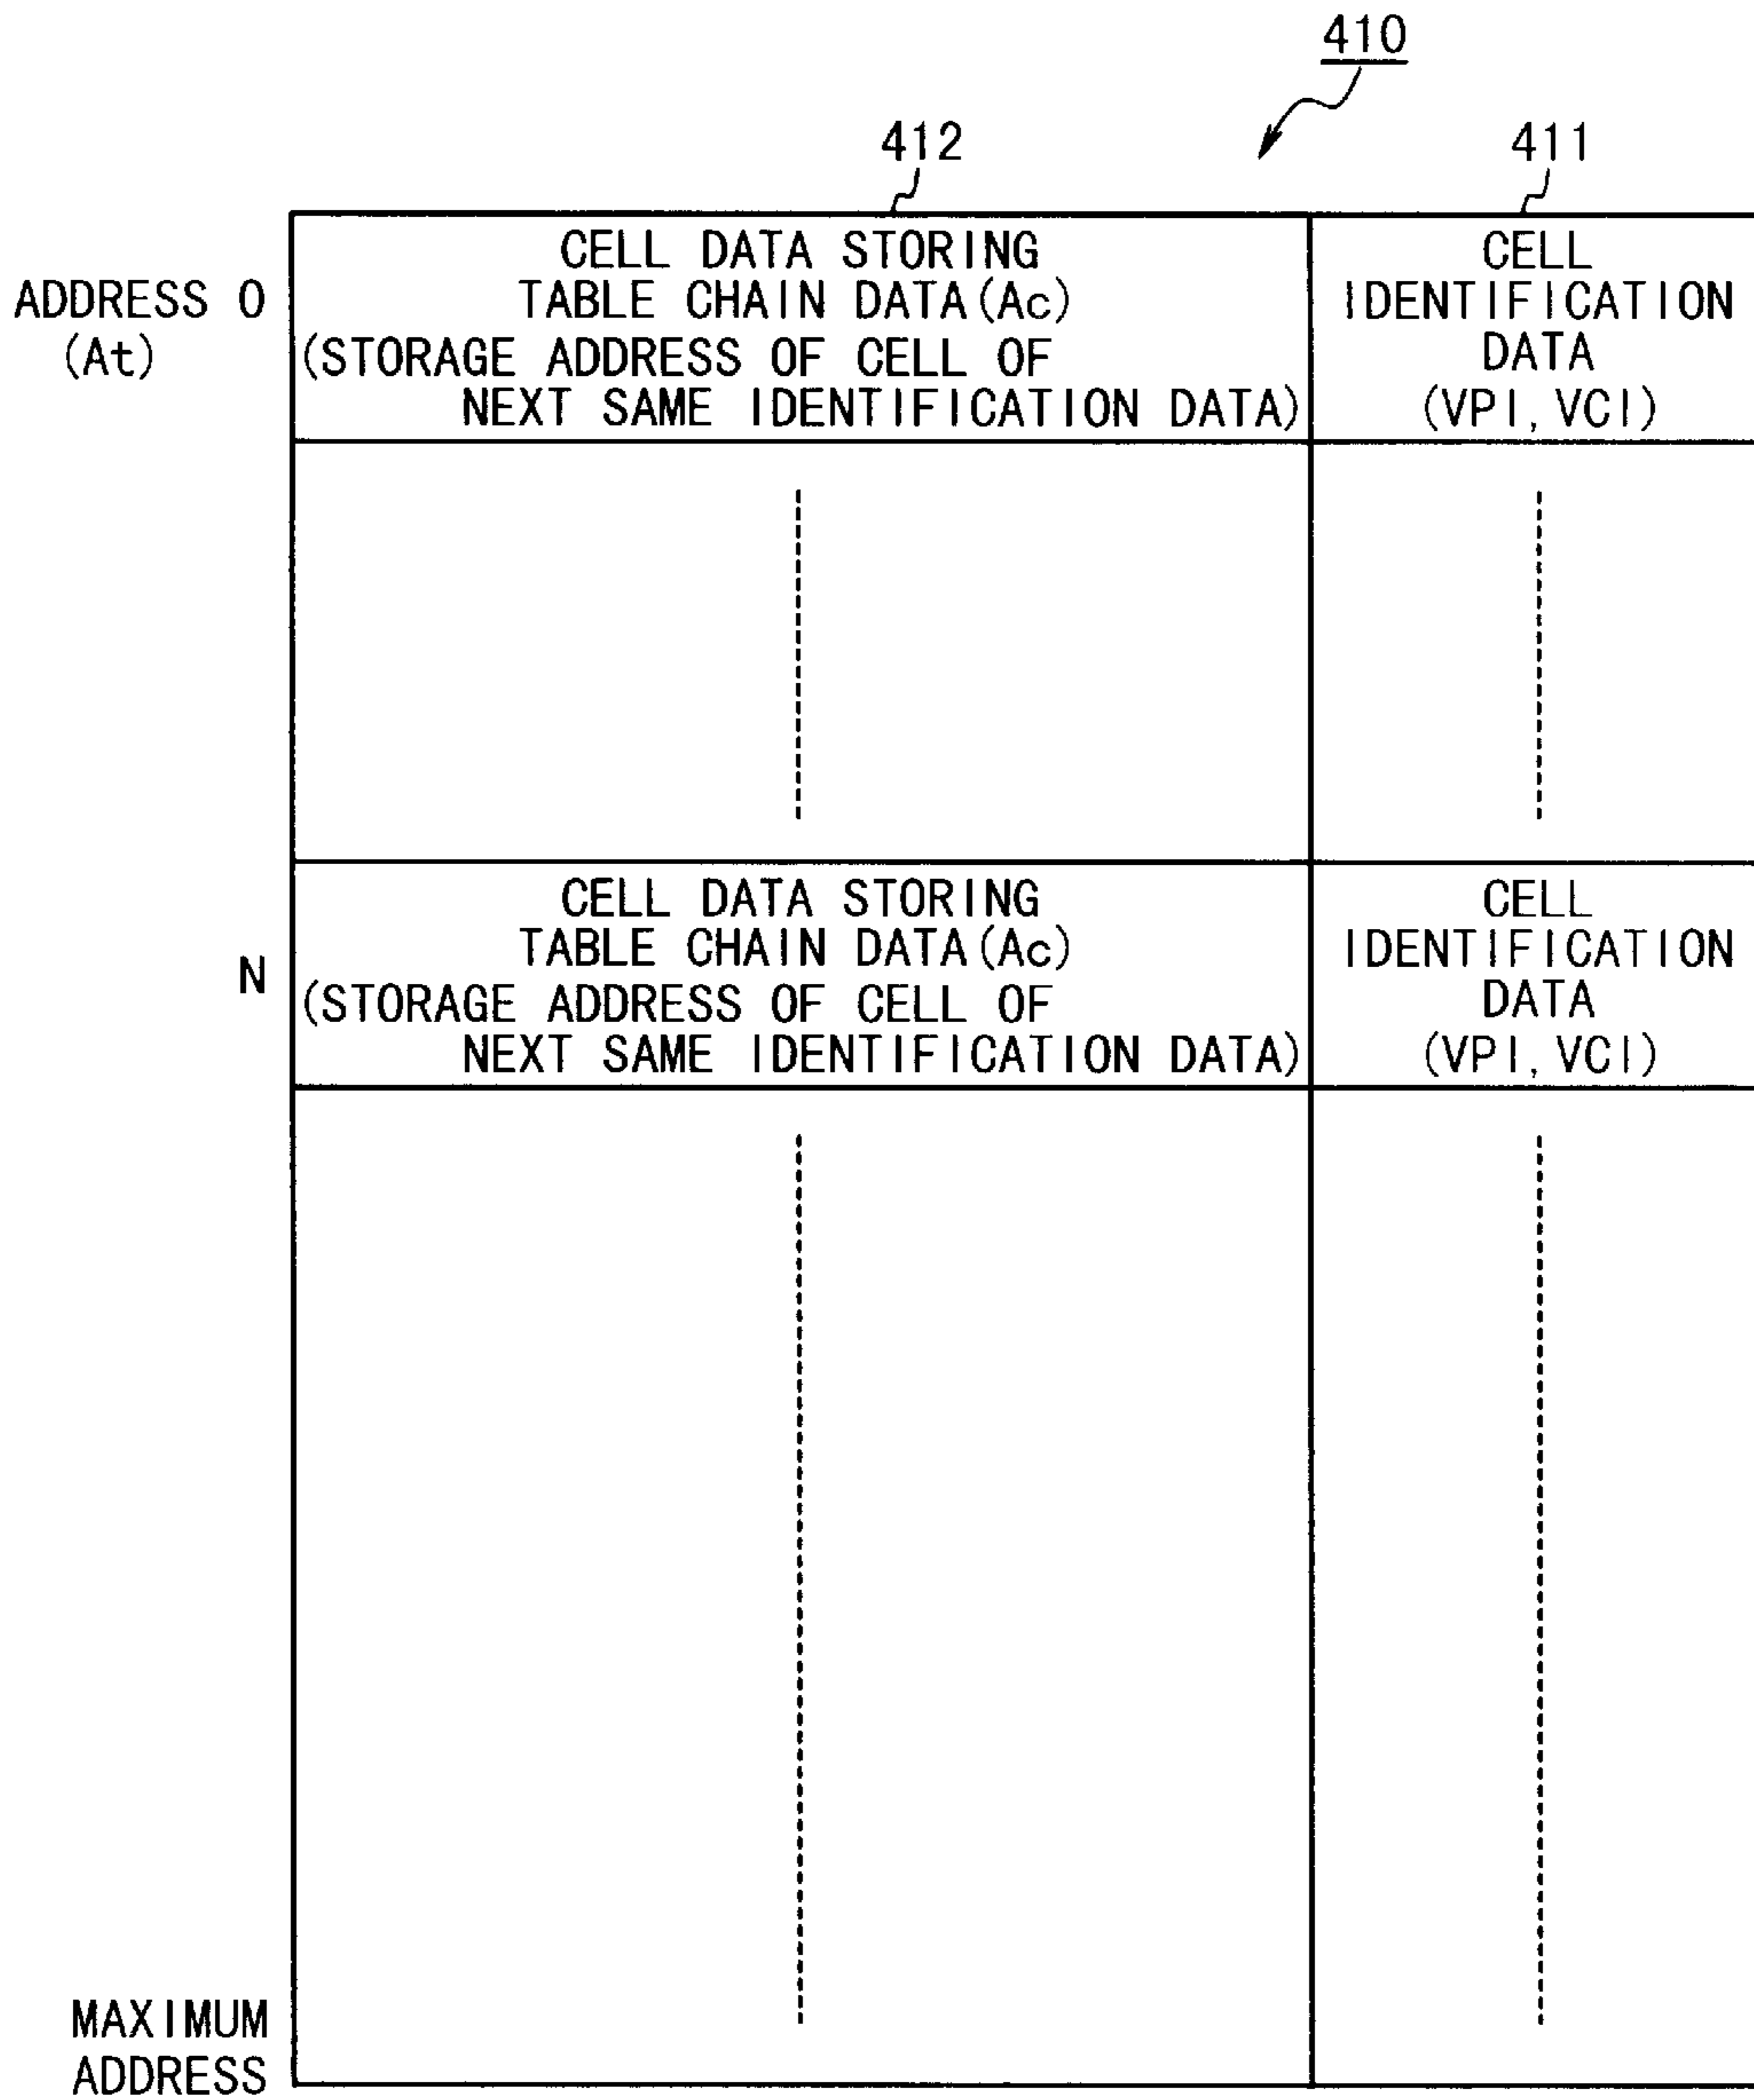 410
412
411
ADDRESS 0
(At)
CELL DATA STORING
TABLE CHAIN DATA(Ac)
(STORAGE ADDRESS OF CELL OF
NEXT SAME IDENTIFICATION DATA)
CELL
IDENTIFICATION
DATA
(VPI, VCI)
N
CELL DATA STORING
TABLE CHAIN DATA(Ac)
(STORAGE ADDRESS OF CELL OF
NEXT SAME IDENTIFICATION DATA)
CELL
IDENTIFICATION
DATA
(VPI, VCI)
MAXIMUM
ADDRESS